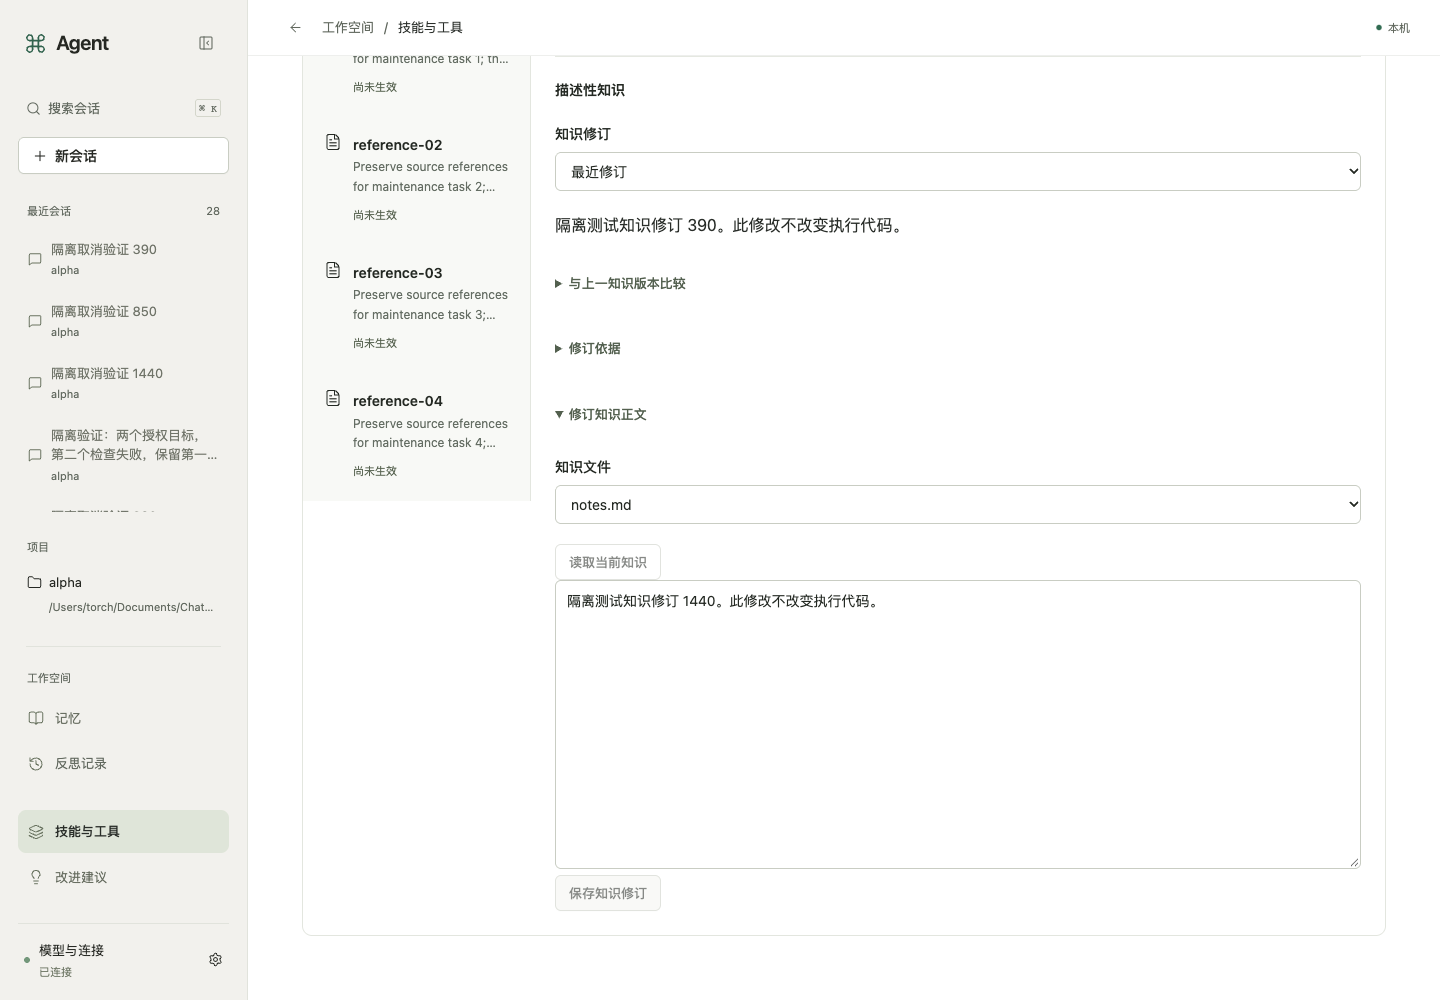 Agent
搜索会话
⌘ K
新会话
最近会话
28
隔离取消验证 390
alpha
隔离取消验证 850
alpha
隔离取消验证 1440
alpha
隔离验证：两个授权目标，
第二个检查失败，保留第一...
alpha
项目
alpha
/Users/torch/Documents/Chat...
工作空间
记忆
反思记录
技能与工具
改进建议
模型与连接
已连接
工作空间 / 技能与工具
本机
for maintenance task 1; th...
尚未生效
reference-02
Preserve source references
for maintenance task 2;...
尚未生效
reference-03
Preserve source references
for maintenance task 3;...
尚未生效
reference-04
Preserve source references
for maintenance task 4;...
尚未生效
描述性知识
知识修订
最近修订
隔离测试知识修订 390。此修改不改变执行代码。
与上一知识版本比较
修订依据
修订知识正文
知识文件
notes.md
读取当前知识
隔离测试知识修订 1440。此修改不改变执行代码。
保存知识修订